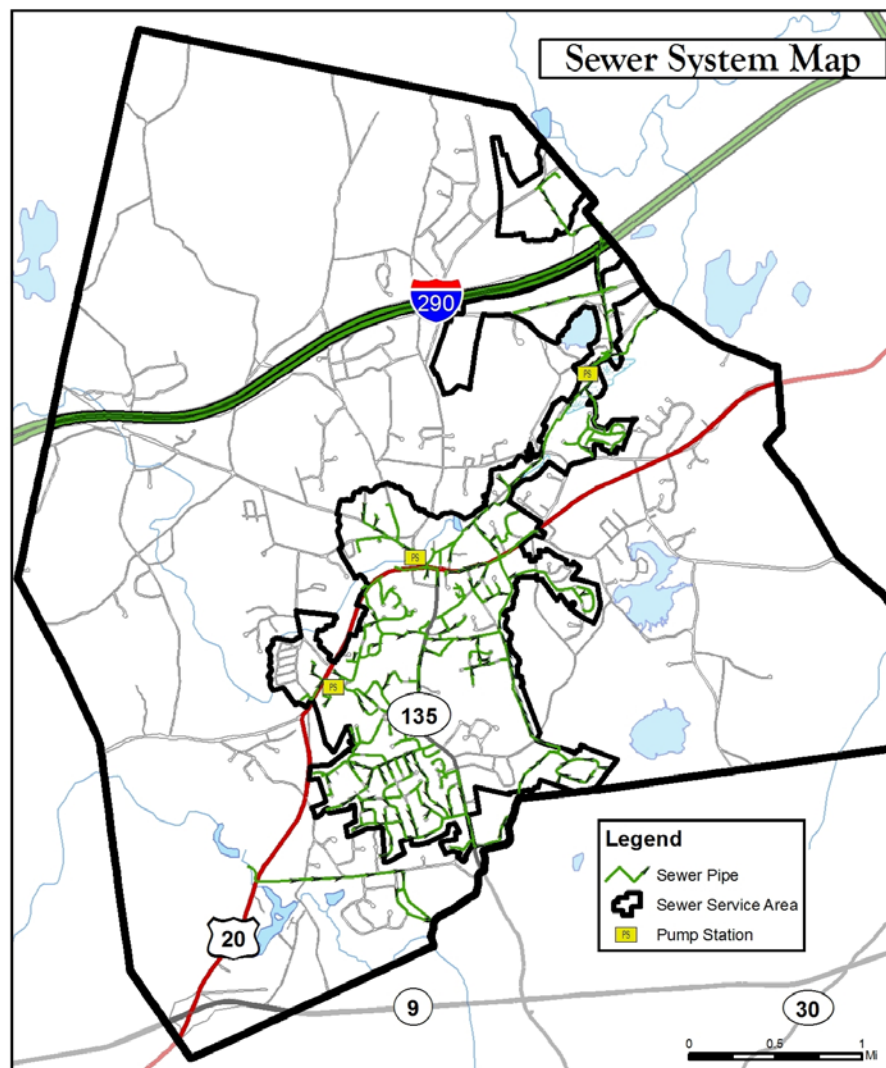 Sewer System Map
290
PS
PS
PS
135
Legend
Sewer Pipe
Sewer Service Area
PS Pump Station
20
9
30
0 0.5 1
Mi